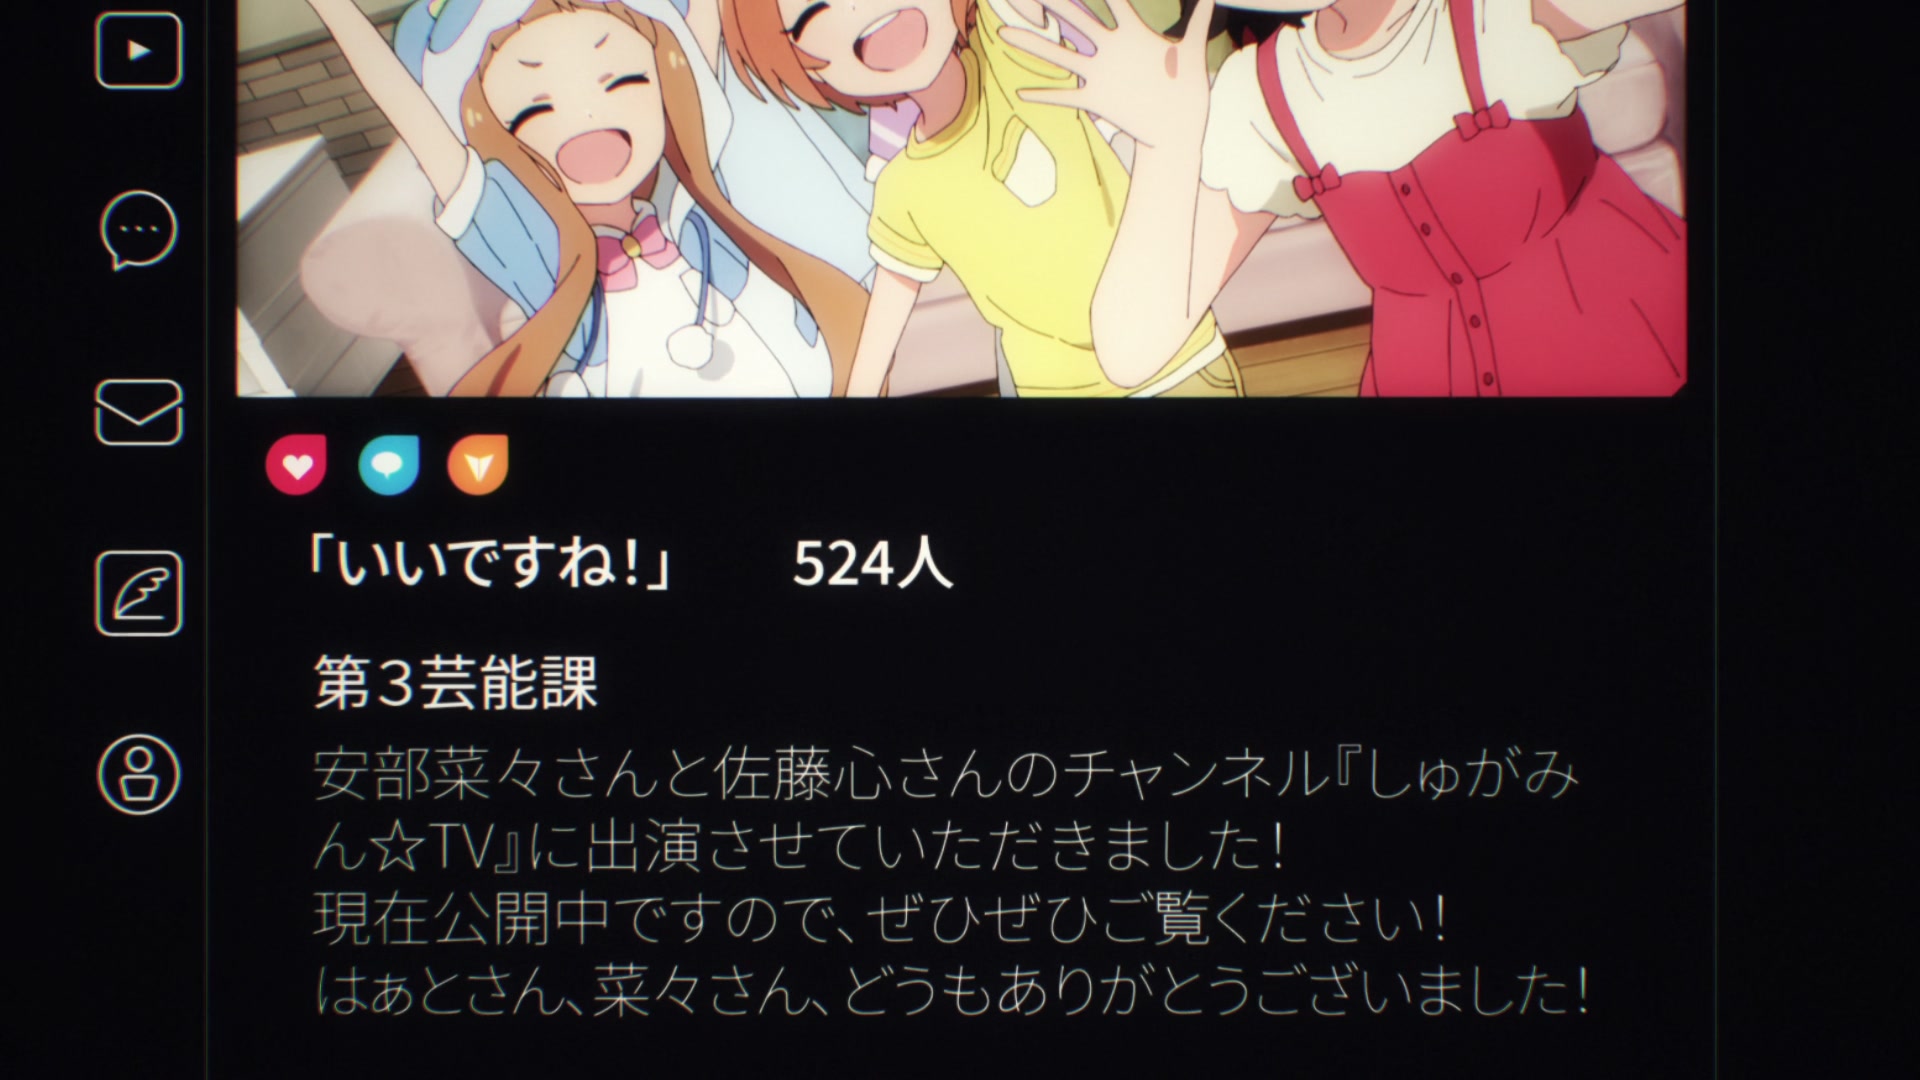 「いいですね!」 524人
第3芸能課
安部菜々さんと佐藤心さんのチャンネル『しゅがみ
ん☆TV』に出演させていただきました!
現在公開中ですので、ぜひぜひご覧ください!
はぁとさん、菜々さん、どうもありがとうございました!